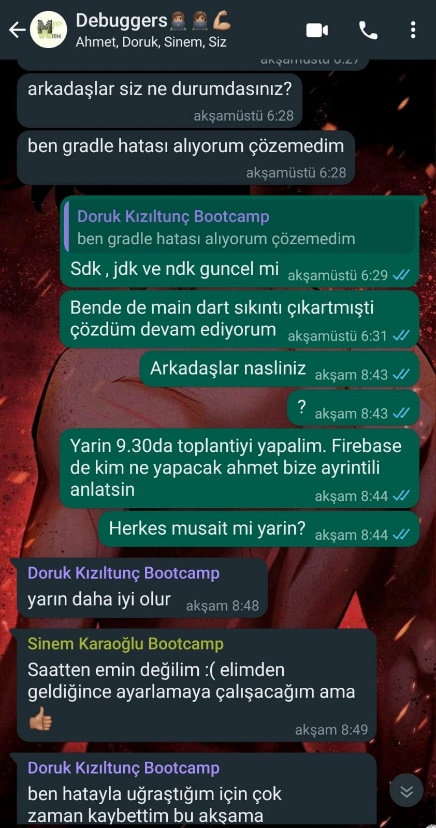 Debuggers
Ahmet, Doruk, Sinem, Siz
akşamüstü 6:27
arkadaşlar siz ne durumdasınız?
akşamüstü 6:28
ben gradle hatası alıyorum çözemedim
akşamüstü 6:28
Doruk Kızıltunç Bootcamp
ben gradle hatası alıyorum çözemedim
Sdk , jdk ve ndk guncel mi akşamüstü 6:29
Bende de main dart sıkıntı çıkartmışti
çözdüm devam ediyorum akşamüstü 6:31
Arkadaşlar nasliniz akşam 8:43
? akşam 8:43
Yarin 9.30da toplantiyi yapalim. Firebase
de kim ne yapacak ahmet bize ayrintili
anlatsin
akşam 8:44
Herkes musait mi yarin? akşam 8:44
Doruk Kızıltunç Bootcamp
yarın daha iyi olur akşam 8:48
Sinem Karaoğlu Bootcamp
Saatten emin değilim :( elimden
geldiğince ayarlamaya çalışacağım ama
akşam 8:49
Doruk Kızıltunç Bootcamp
ben hatayla uğraştığım için çok
zaman kaybettim bu akşama